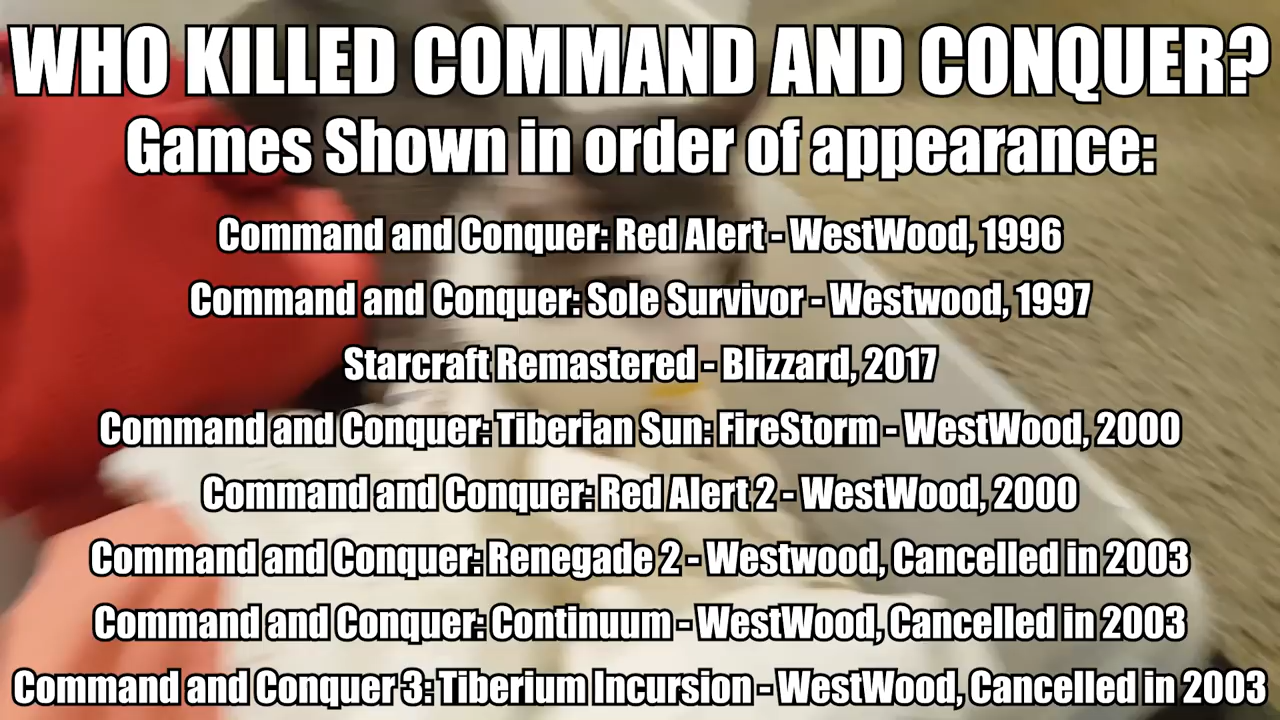 WHO KILLED COMMAND AND CONQUER?
Games Shown in order of appearance:
Command and Conquer: Red Alert - WestWood, 1996
Command and Conquer: Sole Survivor - Westwood, 1997
Starcraft Remastered - Blizzard, 2017
Command and Conquer: Tiberian Sun: FireStorm - WestWood, 2000
Command and Conquer: Red Alert 2 - WestWood, 2000
Command and Conquer: Renegade 2 - Westwood, Cancelled in 2003
Command and Conquer: Continuum - WestWood, Cancelled in 2003
Command and Conquer 3: Tiberium Incursion - WestWood, Cancelled in 2003